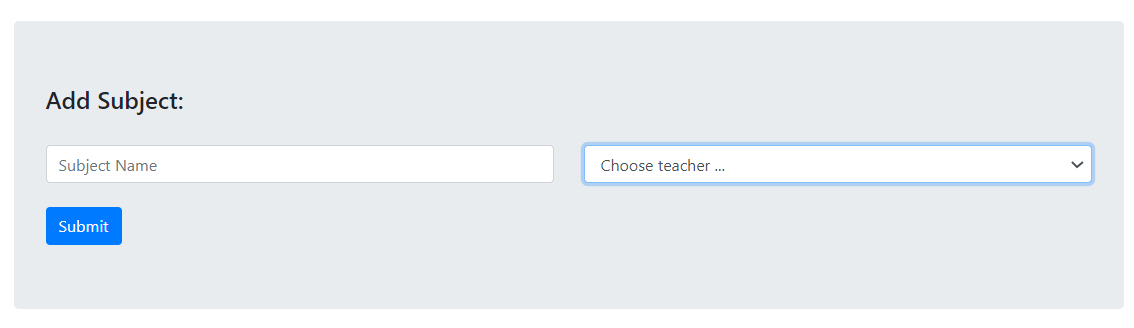 Add Subject:
Subject Name
Choose teacher ...
Submit